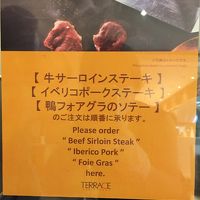 【 牛サーロインステーキ 】
【 イベリコポークステーキ 】
【 鴨フォアグラのソテー 】
のご注文は順番に承ります。
Please order
“ Beef Sirloin Steak ”
“ Iberico Pork ”
“ Foie Gras ”
here.
TERRACE